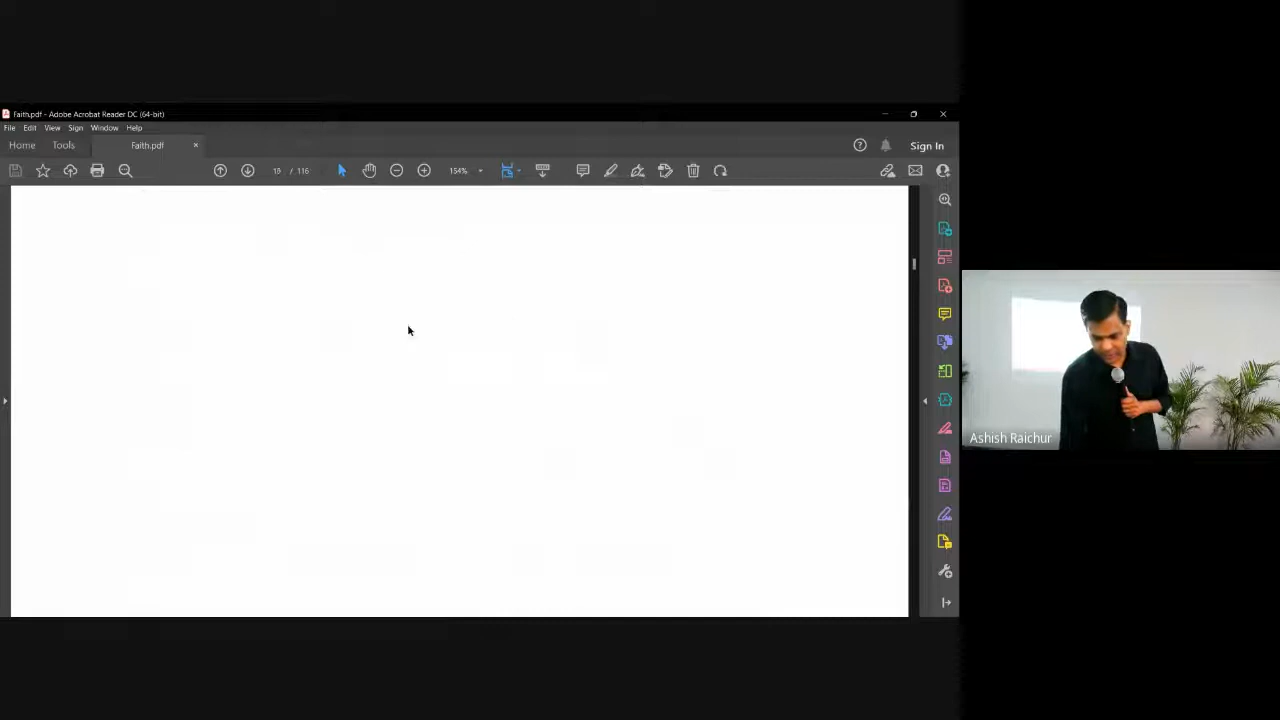 Faith.pdf - Adobe Acrobat Reader DC (64-bit)
File Edit View Sign Window Help
Home Tools Faith.pdf × Sign In
/ 116 154%
Ashish Raichur